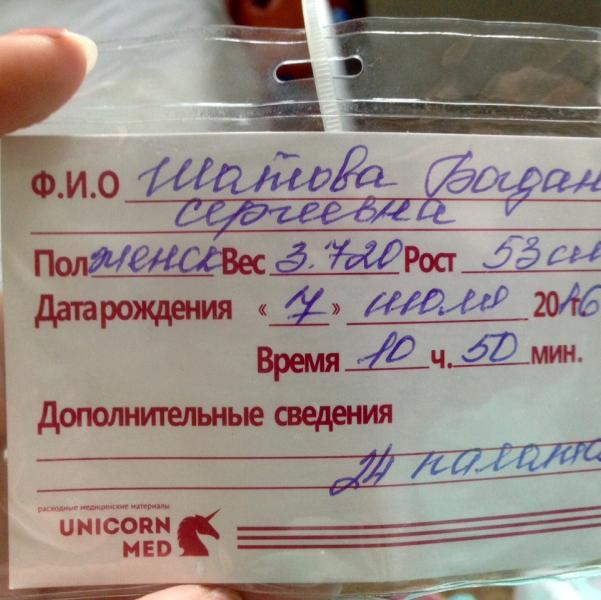 Ф.И.О Шатова Богдан
Сергеевна
Пол женск Вес 3.720 Рост 53 см
Дата рождения «7» июля 2016
Время 10 ч. 50 мин.
Дополнительные сведения
24 палата
расходные медицинские материалы
UNICORN
MED